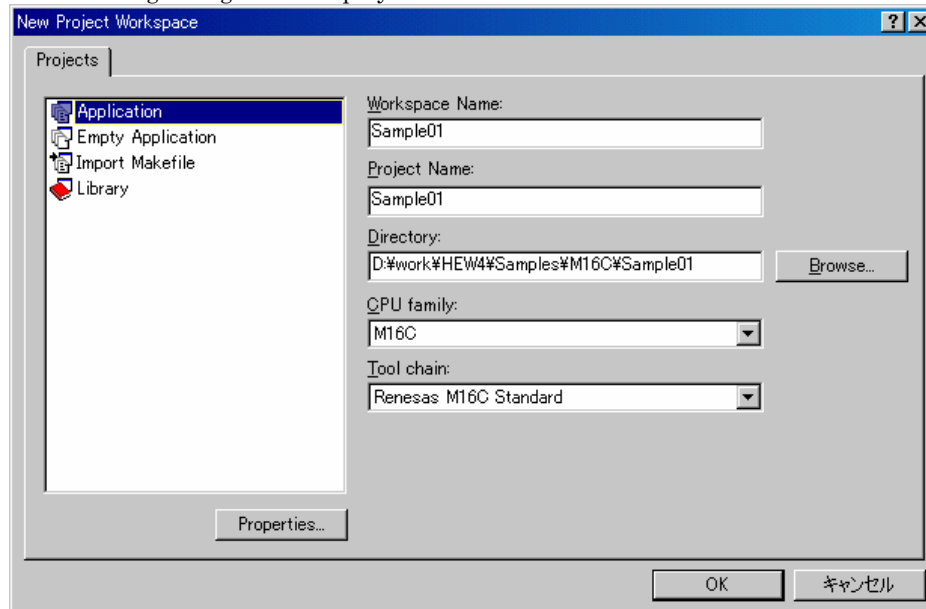 New Project Workspace
Projects
Application
Empty Application
Import Makefile
Library
Properties...
Workspace Name:
Sample01
Project Name:
Sample01
Directory:
D:¥work¥HEW4¥Samples¥M16C¥Sample01
Browse...
CPU family:
M16C
Tool chain:
Renesas M16C Standard
OK
キャンセル